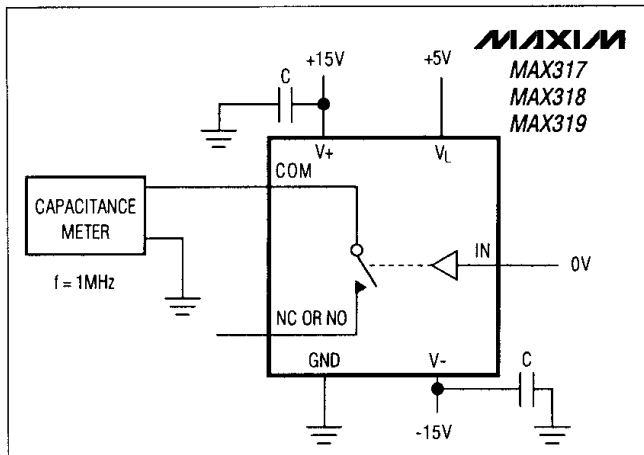 MAXIM
MAX317
MAX318
MAX319
+15V
+5V
C
V+
VL
COM
CAPACITANCE
METER
f = 1MHz
IN
0V
NC OR NO
GND
V-
C
-15V